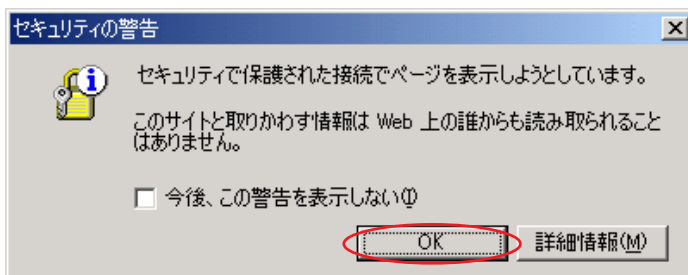 セキュリティの警告
セキュリティで保護された接続でページを表示しようとしています。
このサイトと取りかわす情報は Web 上の誰からも読み取られること
はありません。
今後、この警告を表示しない(I)
OK
詳細情報(M)